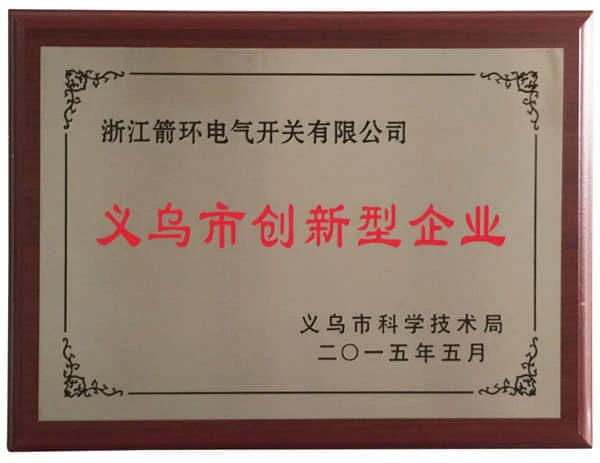 浙江箭环电气开关有限公司
义乌市创新型企业
义乌市科学技术局
二〇一五年五月